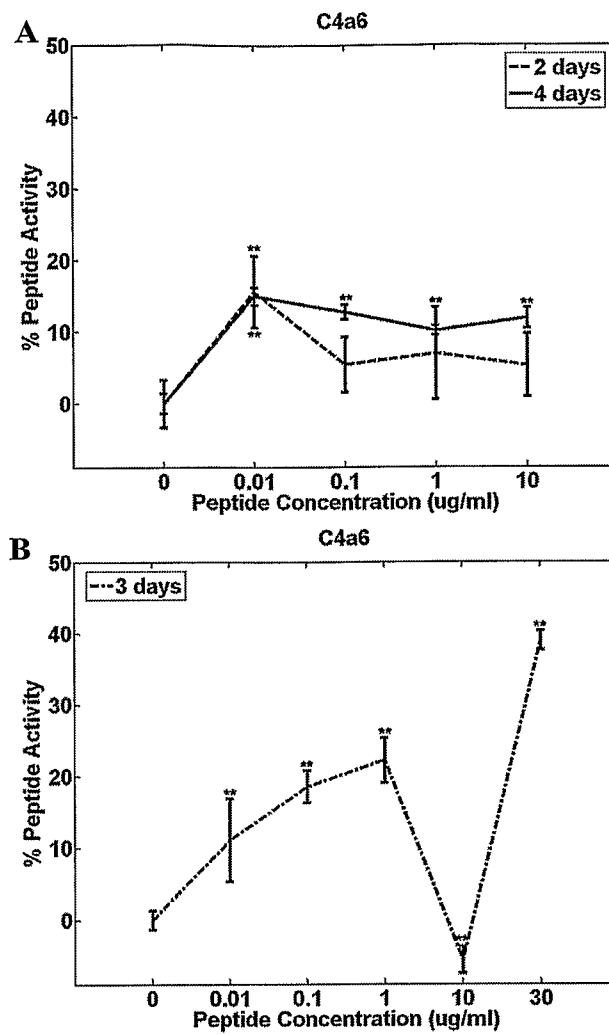 A
C4a6
50
40
30
20
10
0
% Peptide Activity
2 days
4 days
**
**
**
**
**
0 0.01 0.1 1 10
Peptide Concentration (ug/ml)
B
C4a6
50
40
30
20
10
0
% Peptide Activity
3 days
**
**
**
**
**
0 0.01 0.1 1 10 30
Peptide Concentration (ug/ml)